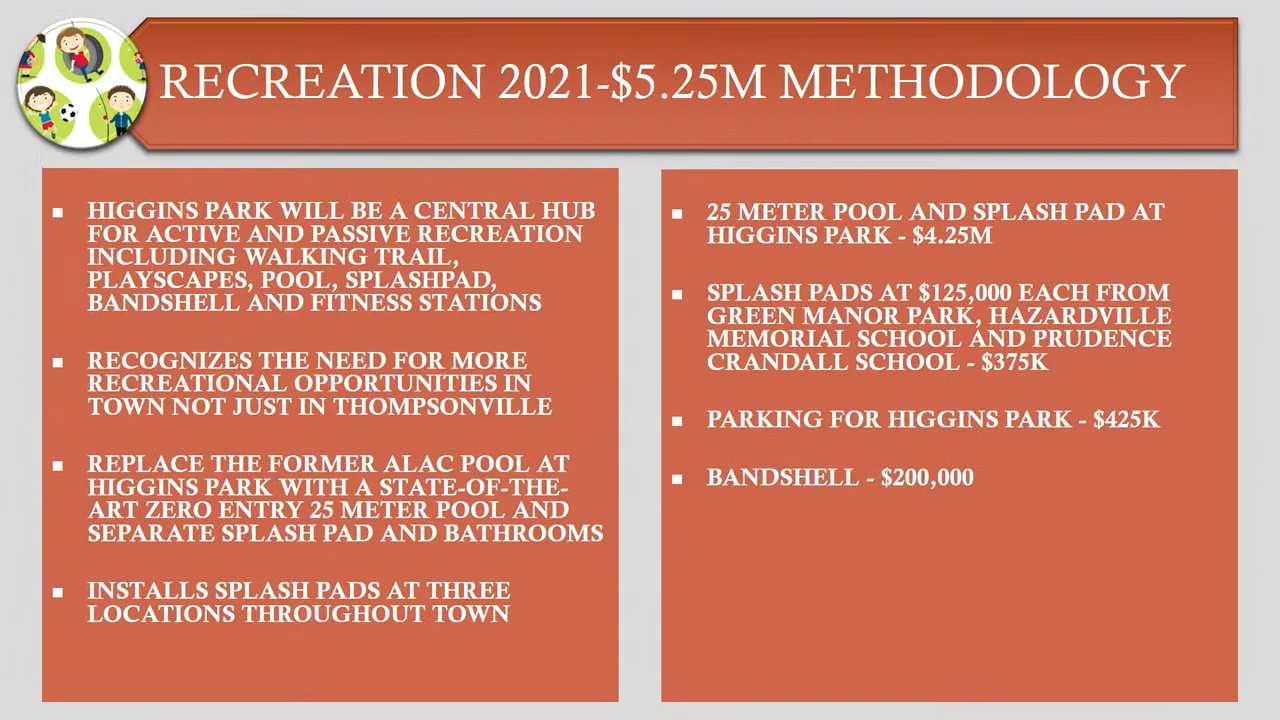 RECREATION 2021-$5.25M METHODOLOGY
HIGGINS PARK WILL BE A CENTRAL HUB
FOR ACTIVE AND PASSIVE RECREATION
INCLUDING WALKING TRAIL,
PLAYSCAPES, POOL, SPLASHPAD,
BANDSHELL AND FITNESS STATIONS
RECOGNIZES THE NEED FOR MORE
RECREATIONAL OPPORTUNITIES IN
TOWN NOT JUST IN THOMPSONVILLE
REPLACE THE FORMER ALAC POOL AT
HIGGINS PARK WITH A STATE-OF-THE-
ART ZERO ENTRY 25 METER POOL AND
SEPARATE SPLASH PAD AND BATHROOMS
INSTALLS SPLASH PADS AT THREE
LOCATIONS THROUGHOUT TOWN
25 METER POOL AND SPLASH PAD AT
HIGGINS PARK - $4.25M
SPLASH PADS AT $125,000 EACH FROM
GREEN MANOR PARK, HAZARDVILLE
MEMORIAL SCHOOL AND PRUDENCE
CRANDALL SCHOOL - $375K
PARKING FOR HIGGINS PARK - $425K
BANDSHELL - $200,000